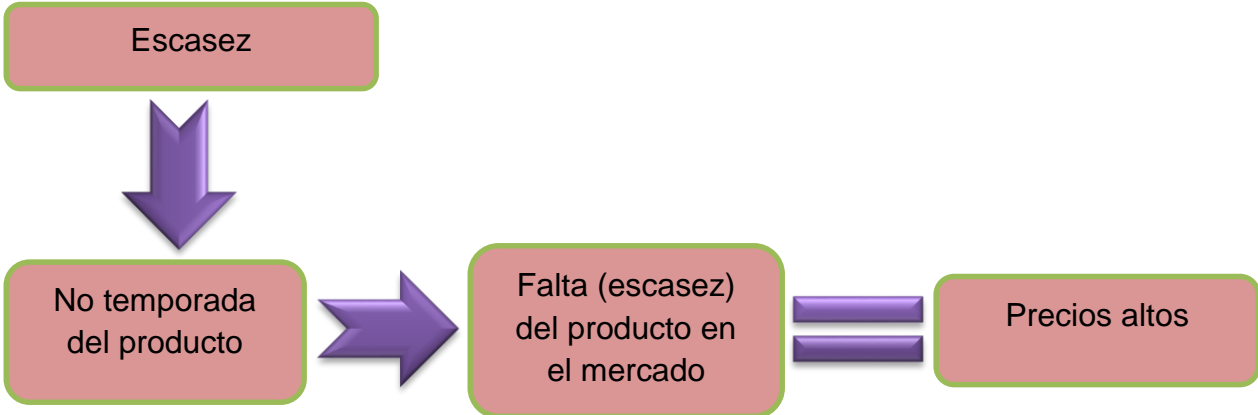 Escasez
No temporada
del producto
Falta (escasez)
del producto en
el mercado
Precios altos